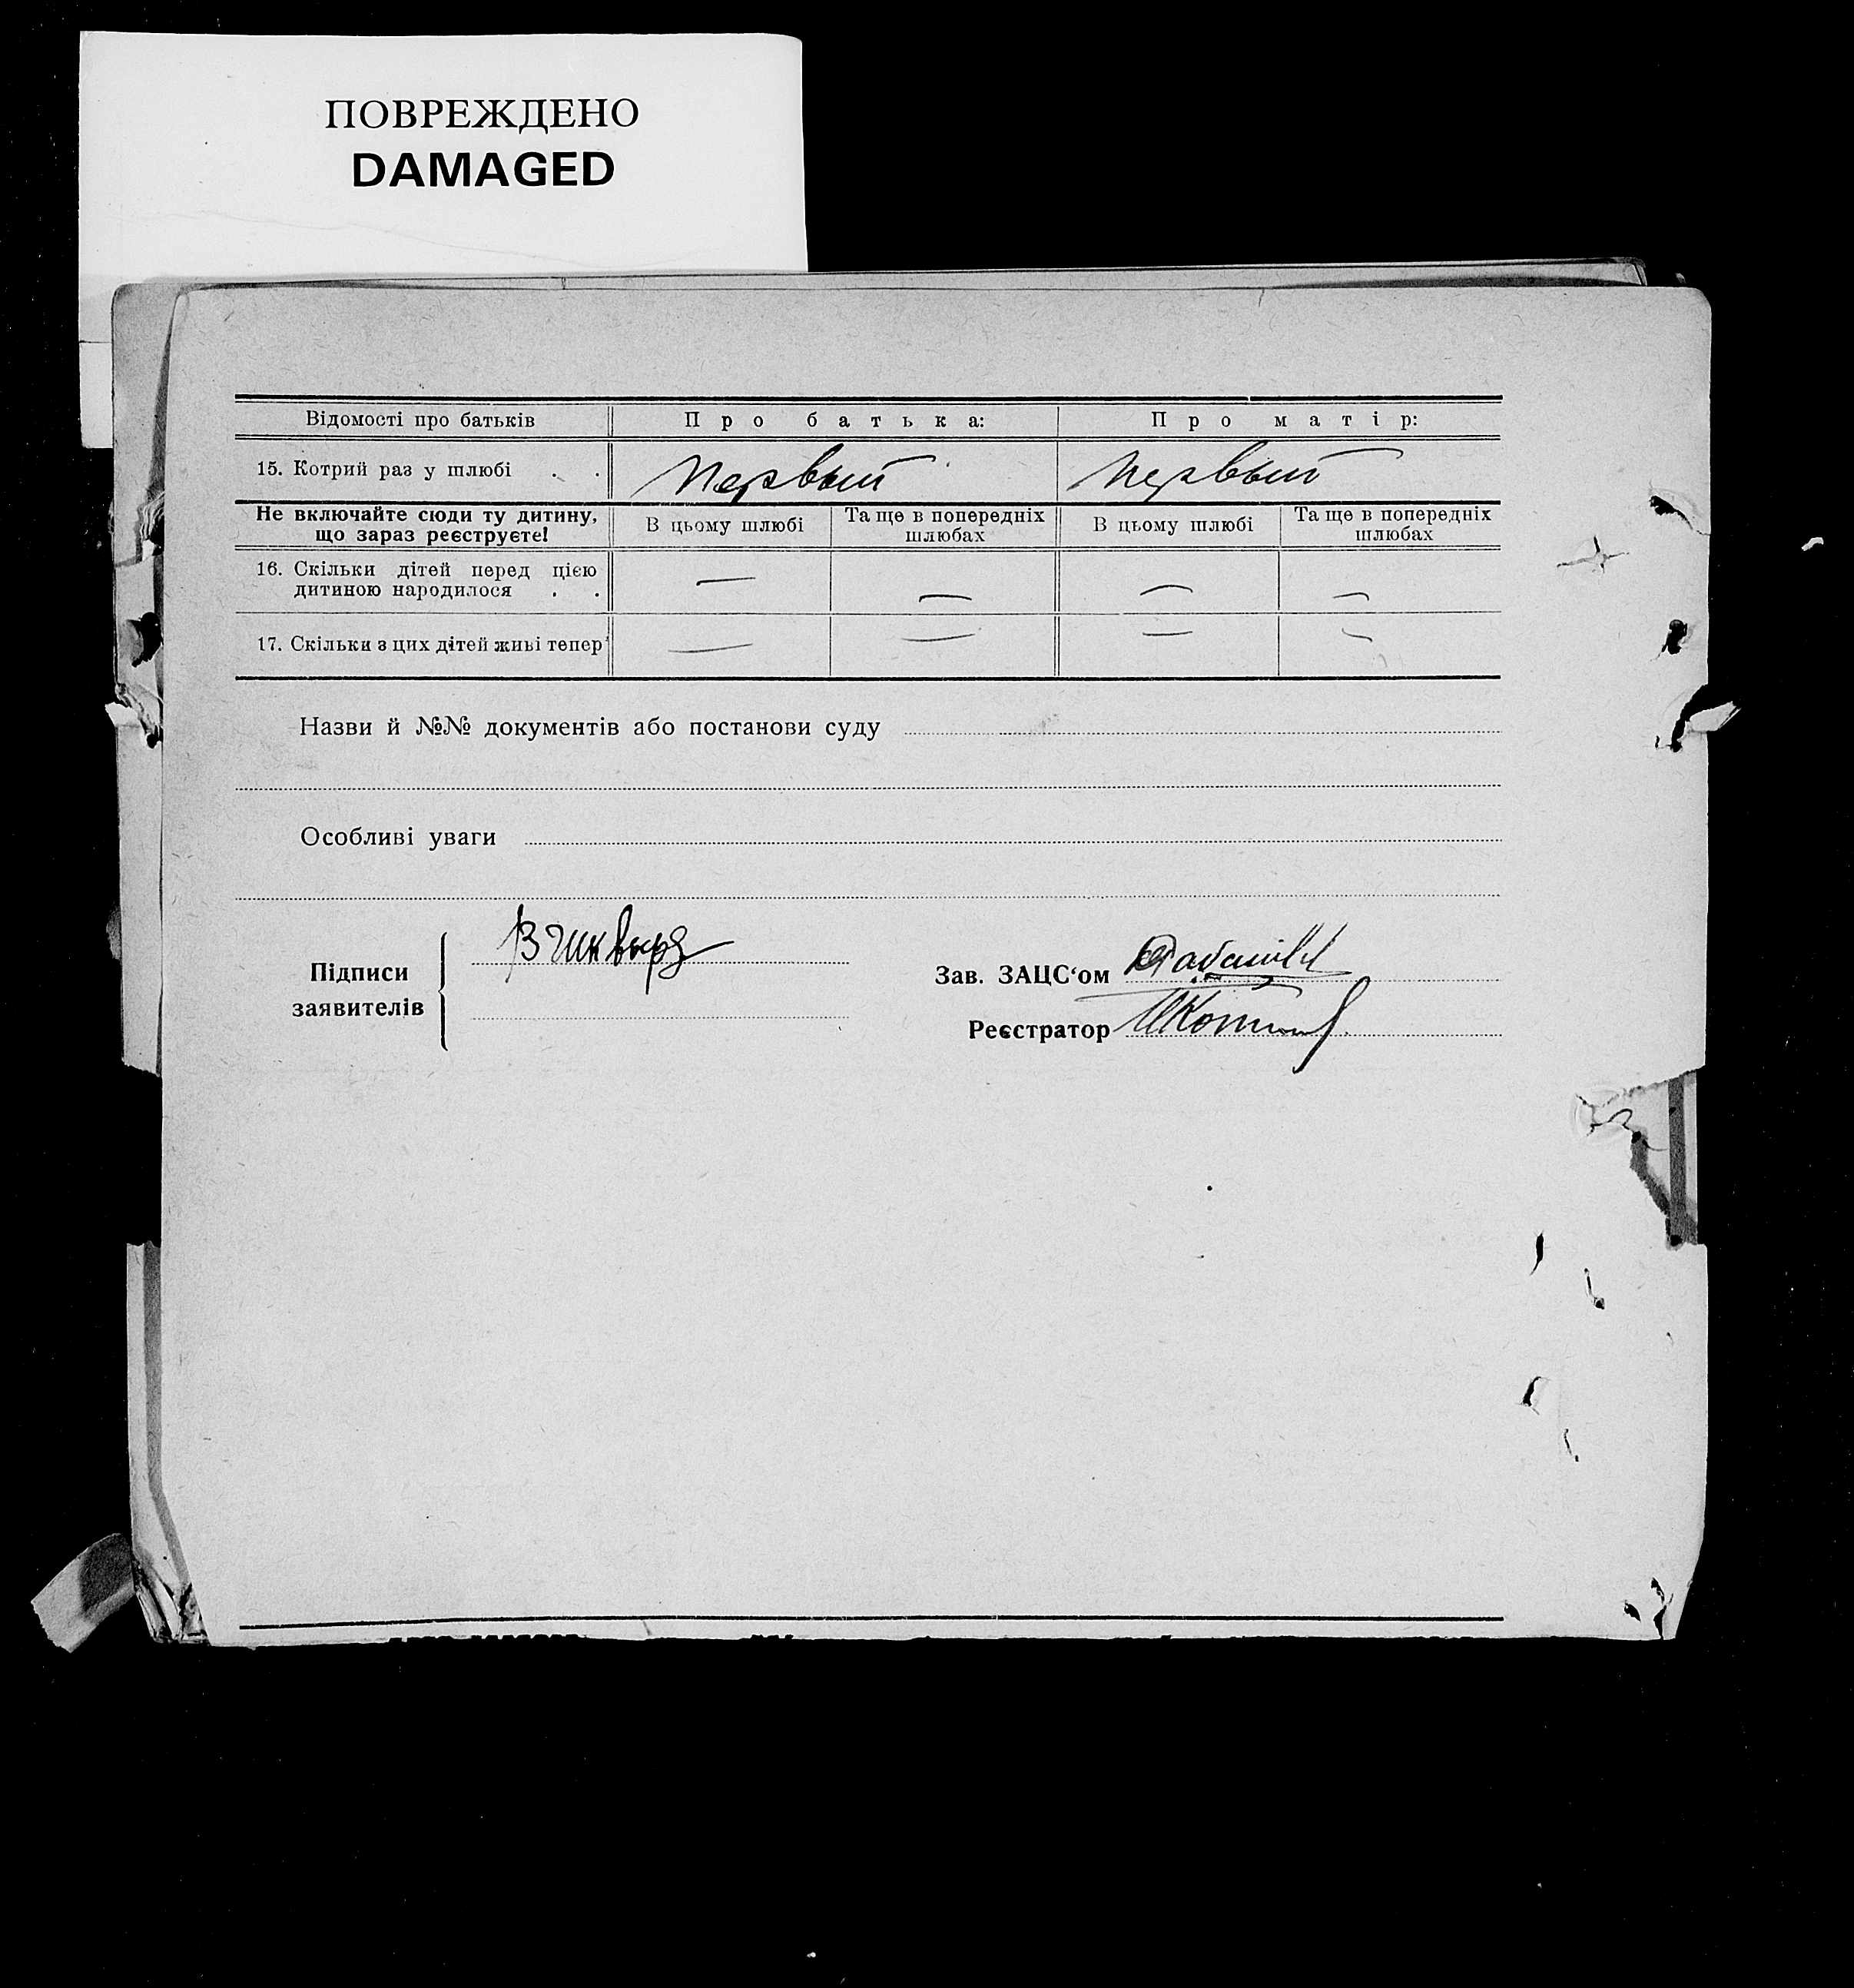 ПОВРЕЖДЕНО
DAMAGED
Відомості про батьків Про батька: Про матір:
15. Котрий раз у шлюбі . . Первый Первый
Не включайте сюди ту дитину, що зараз реєструєте! В цьому шлюбі Та ще в попередніх шлюбах В цьому шлюбі Та ще в попередніх шлюбах
16. Скільки дітей перед цією дитиною народилося . . — — — —
17. Скільки з цих дітей живі тепер — — — —
Назви й №№ документів або постанови суду
Особливі уваги
Підписи заявителів
Зав. ЗАЦС‘ом
Реєстратор